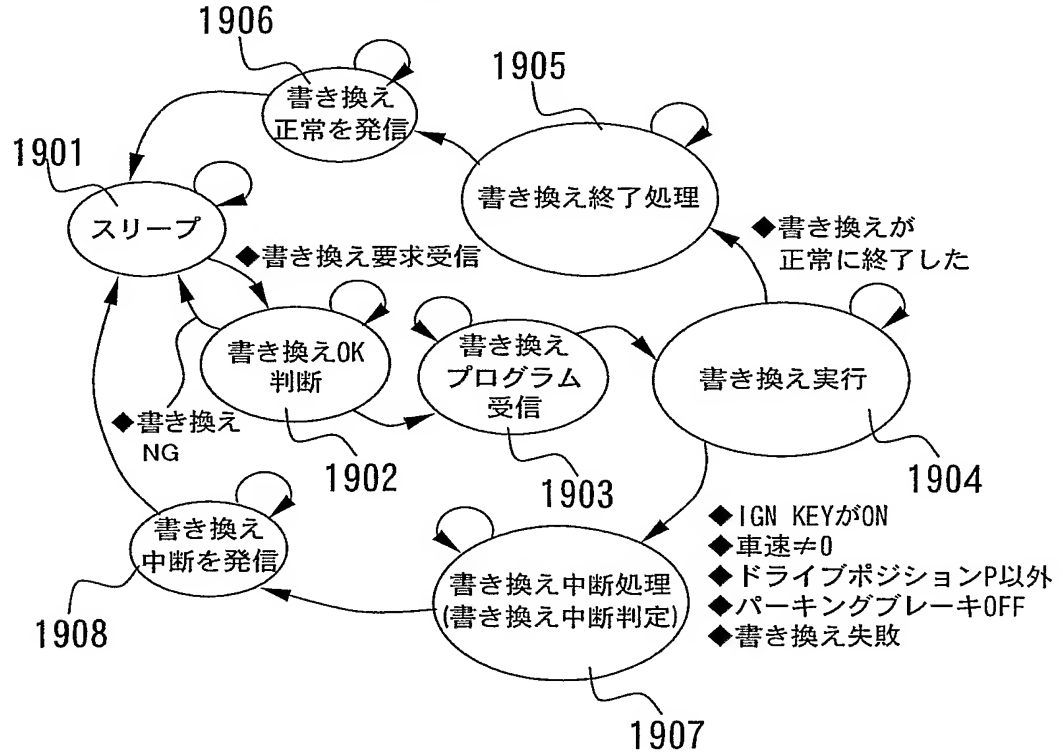 1906
書き換え
正常を発信
1905
書き換え終了処理
1901
スリープ
◆書き換え要求受信
◆書き換えが
正常に終了した
書き換えOK
判断
1902
書き換え
プログラム
受信
1903
書き換え実行
1904
◆書き換え
NG
書き換え
中断を発信
1908
書き換え中断処理
(書き換え中断判定)
1907
◆IGN KEYがON
◆車速≠0
◆ドライブポジションP以外
◆パーキングブレーキOFF
◆書き換え失敗